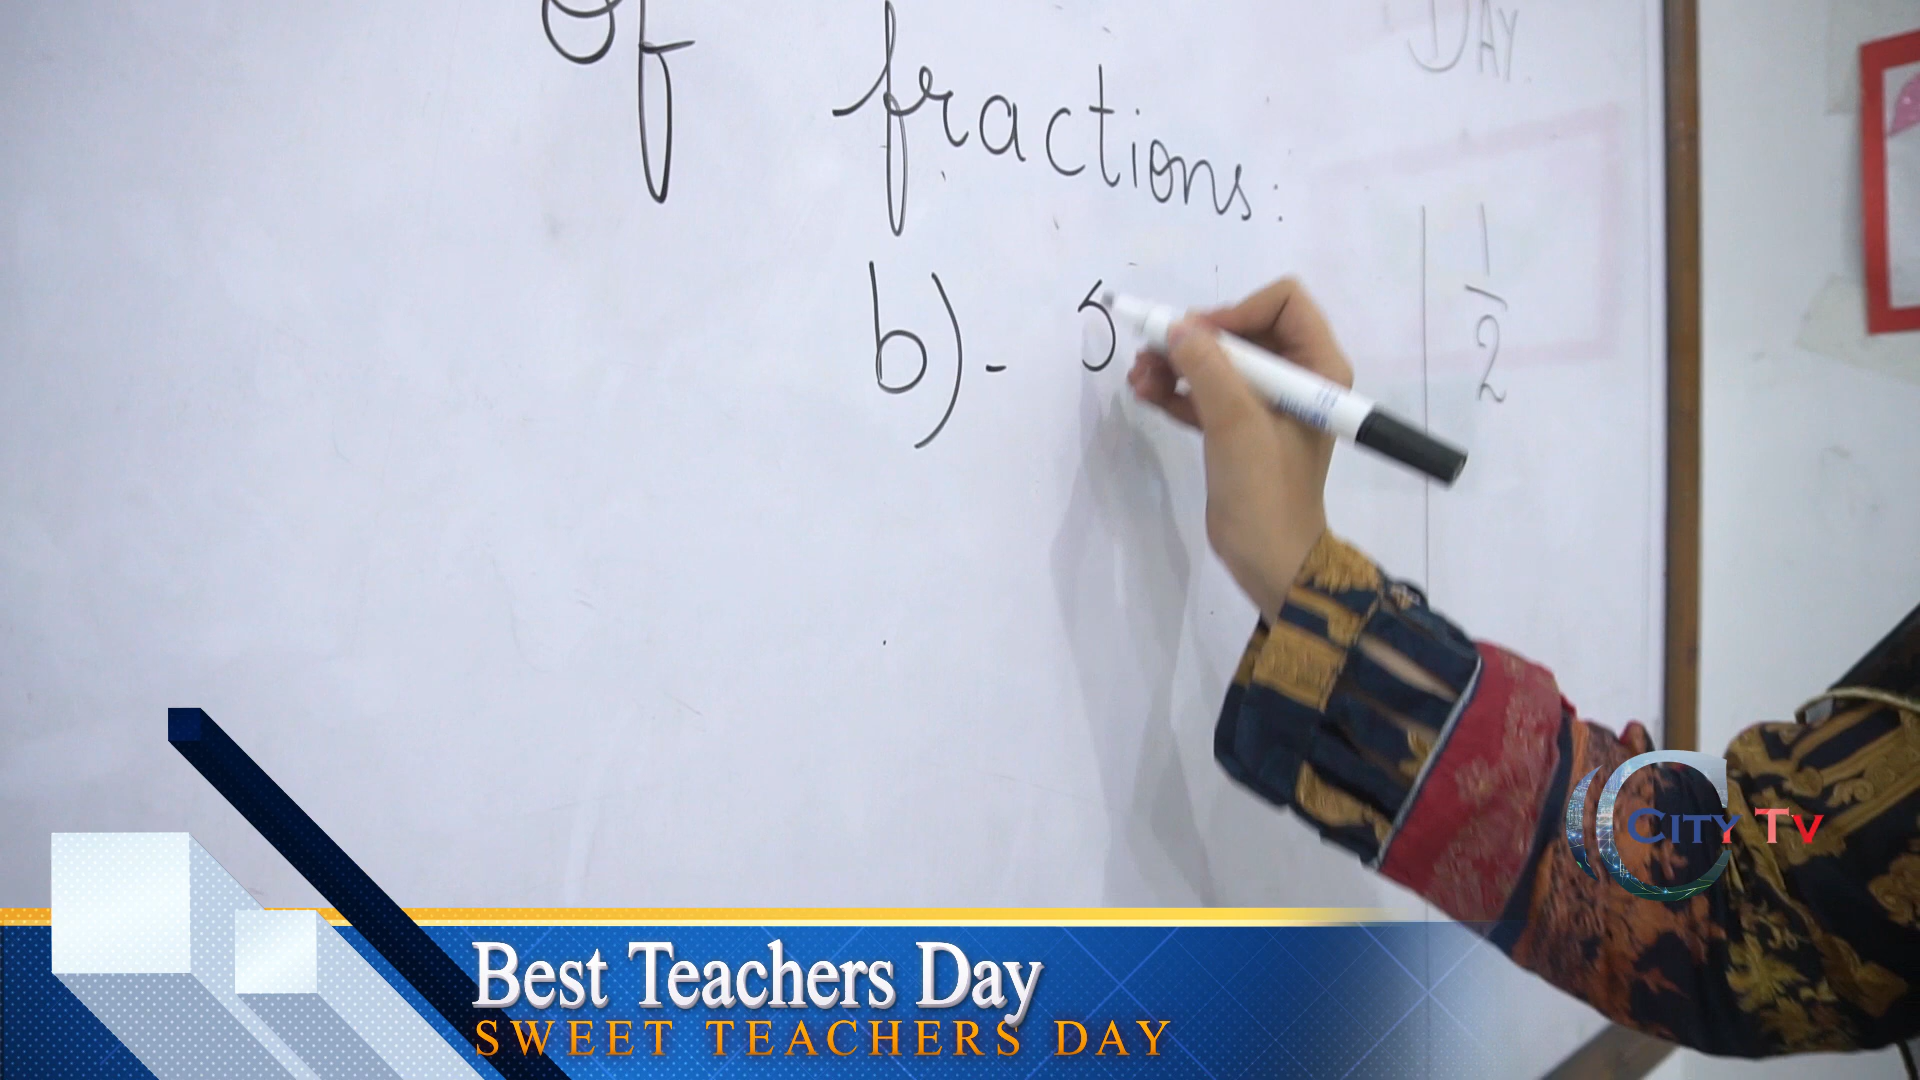 Of
fractions:
DAY.
b)- 5
1
2
CITY TV
Best Teachers Day
SWEET TEACHERS DAY